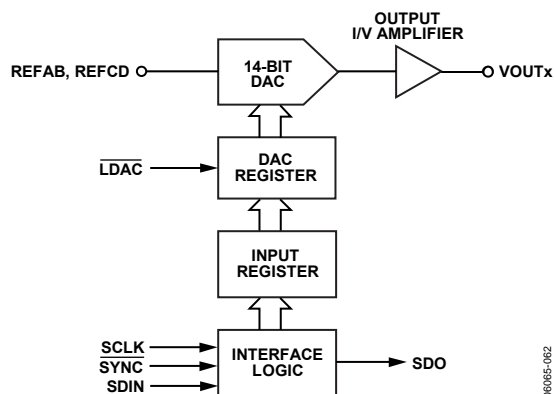 OUTPUT
I/V AMPLIFIER
REFAB, REFCD
14-BIT
DAC
VOUTx
LDAC
DAC
REGISTER
INPUT
REGISTER
SCLK
SYNC
SDIN
INTERFACE
LOGIC
SDO
06065-062